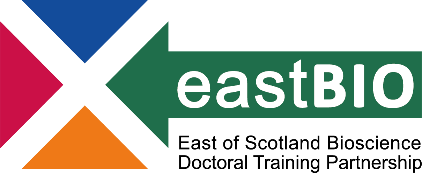 eastBIO
East of Scotland Bioscience
Doctoral Training Partnership